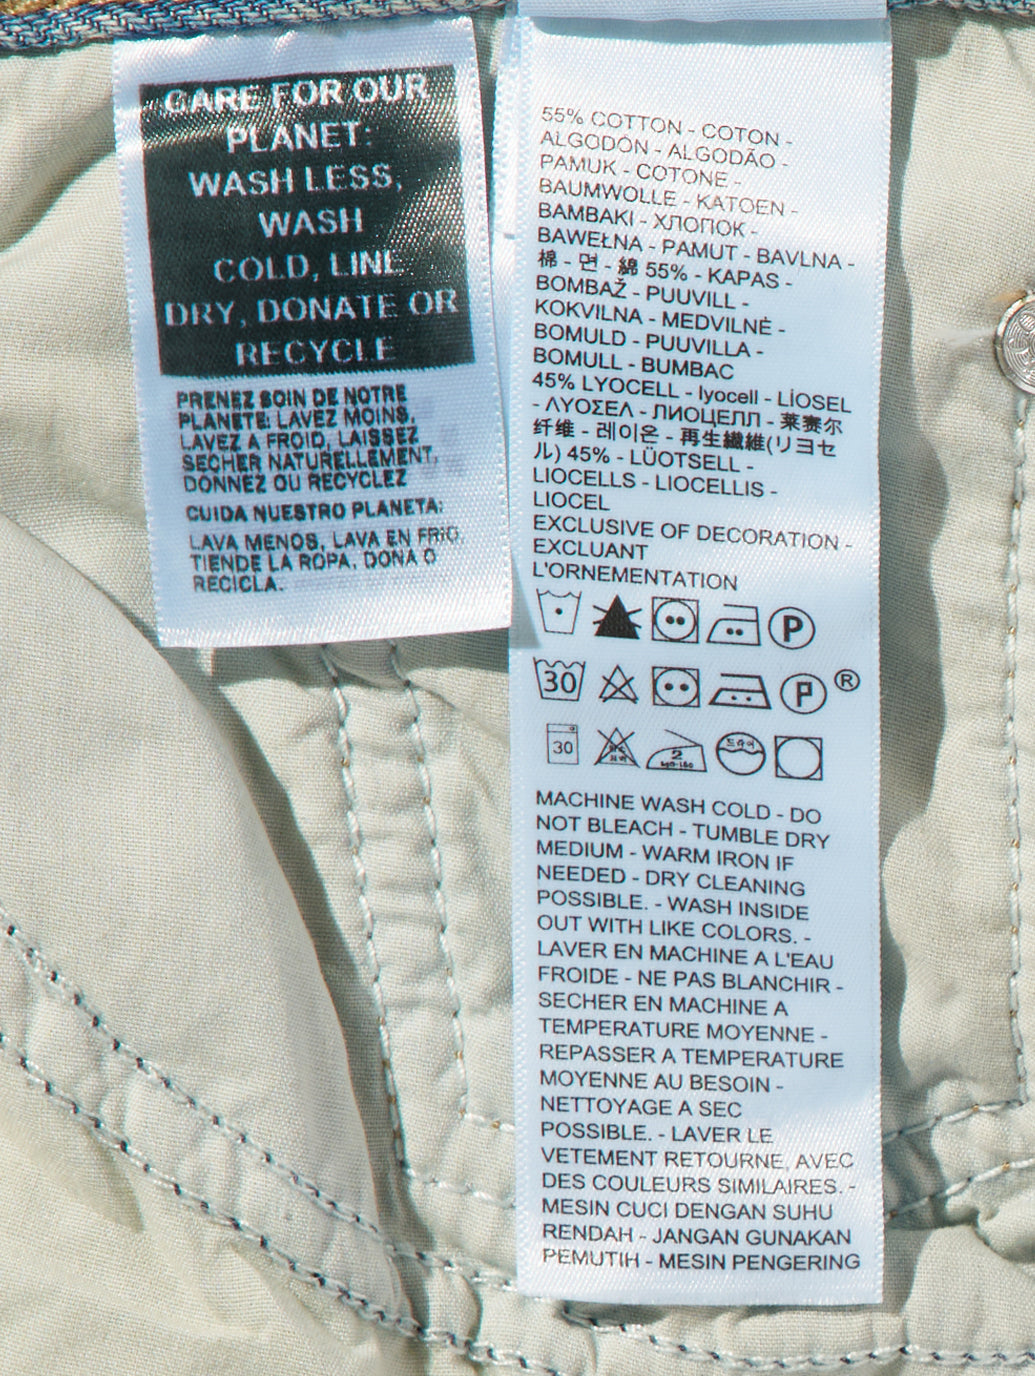 CARE FOR OUR
PLANET:
WASH LESS,
WASH
COLD, LINE
DRY, DONATE OR
RECYCLE
PRENEZ SOIN DE NOTRE
PLANETE: LAVEZ MOINS,
LAVEZ A FROID, LAISSEZ
SECHER NATURELLEMENT,
DONNEZ OU RECYCLEZ
CUIDA NUESTRO PLANETA:
LAVA MENOS, LAVA EN FRIO,
TIENDE LA ROPA, DONA O
RECICLA.
55% COTTON - COTON -
ALGODÓN - ALGODÃO -
PAMUK - COTONE -
BAUMWOLLE - KATOEN -
BAMBAKI - ХЛОПОК -
BAWEŁNA - PAMUT - BAVLNA -
棉 - 면 - 綿 55% - KAPAS -
BOMBAŽ - PUUVILL -
KOKVILNA - MEDVILNĖ -
BOMULD - PUUVILLA -
BOMULL - BUMBAC
45% LYOCELL - lyocell - LİOSEL
- ΛΥΟΣΕΛ - ЛИОЦЕЛЛ - 莱赛尔
纤维 - 레이온 - 再生繊維(リヨセ
ル) 45% - LÜOTSELL -
LIOCELLS - LIOCELLIS -
LIOCEL
EXCLUSIVE OF DECORATION -
EXCLUANT
L'ORNEMENTATION
P
30 P ®
30 2 드라이
MACHINE WASH COLD - DO
NOT BLEACH - TUMBLE DRY
MEDIUM - WARM IRON IF
NEEDED - DRY CLEANING
POSSIBLE. - WASH INSIDE
OUT WITH LIKE COLORS. -
LAVER EN MACHINE A L'EAU
FROIDE - NE PAS BLANCHIR -
SECHER EN MACHINE A
TEMPERATURE MOYENNE -
REPASSER A TEMPERATURE
MOYENNE AU BESOIN -
NETTOYAGE A SEC
POSSIBLE. - LAVER LE
VETEMENT RETOURNE, AVEC
DES COULEURS SIMILAIRES. -
MESIN CUCI DENGAN SUHU
RENDAH - JANGAN GUNAKAN
PEMUTIH - MESIN PENGERING